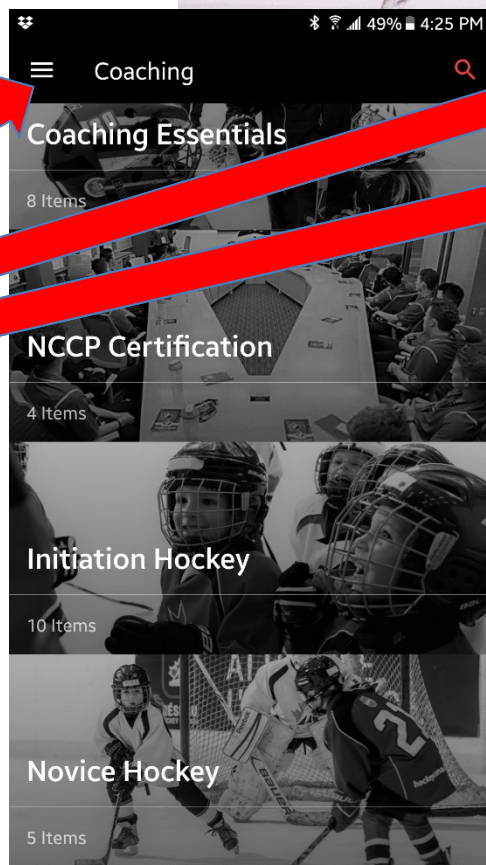 49% 4:25 PM
Coaching
Coaching Essentials
8 Items
NCCP Certification
4 Items
Initiation Hockey
10 Items
Novice Hockey
5 Items